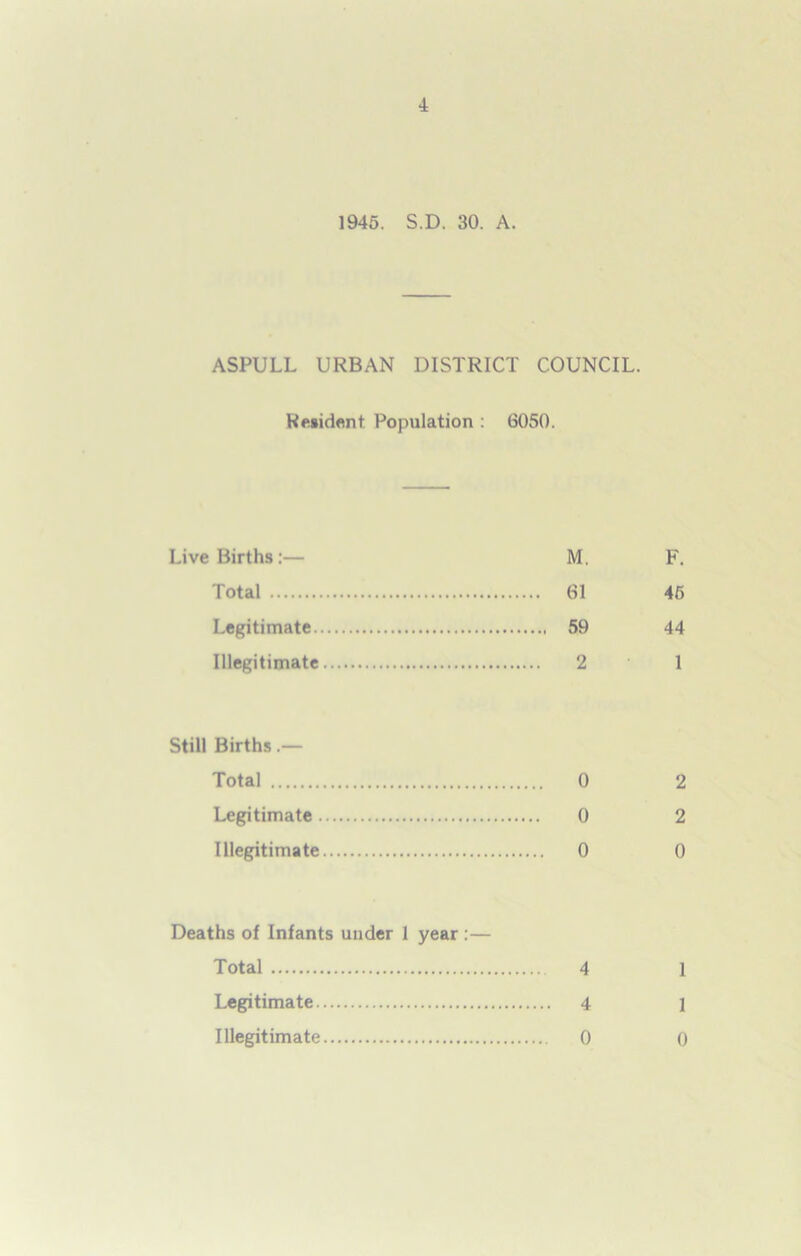 4
1945. S.D. 30. A.
ASPULL URBAN DISTRICT COUNCIL.
Resident Population : 6050.
Live Births :— M. F.
Total ........ 61 45
Legitimate........ 59 44
Illegitimate........ 2 1
Still Births.—
Total ........ 0 2
Legitimate ........ 0 2
Illegitimate........ 0 0
Deaths of Infants under 1 year :—
Total ........ 4 1
Legitimate........ 4 1
Illegitimate........ 0 0